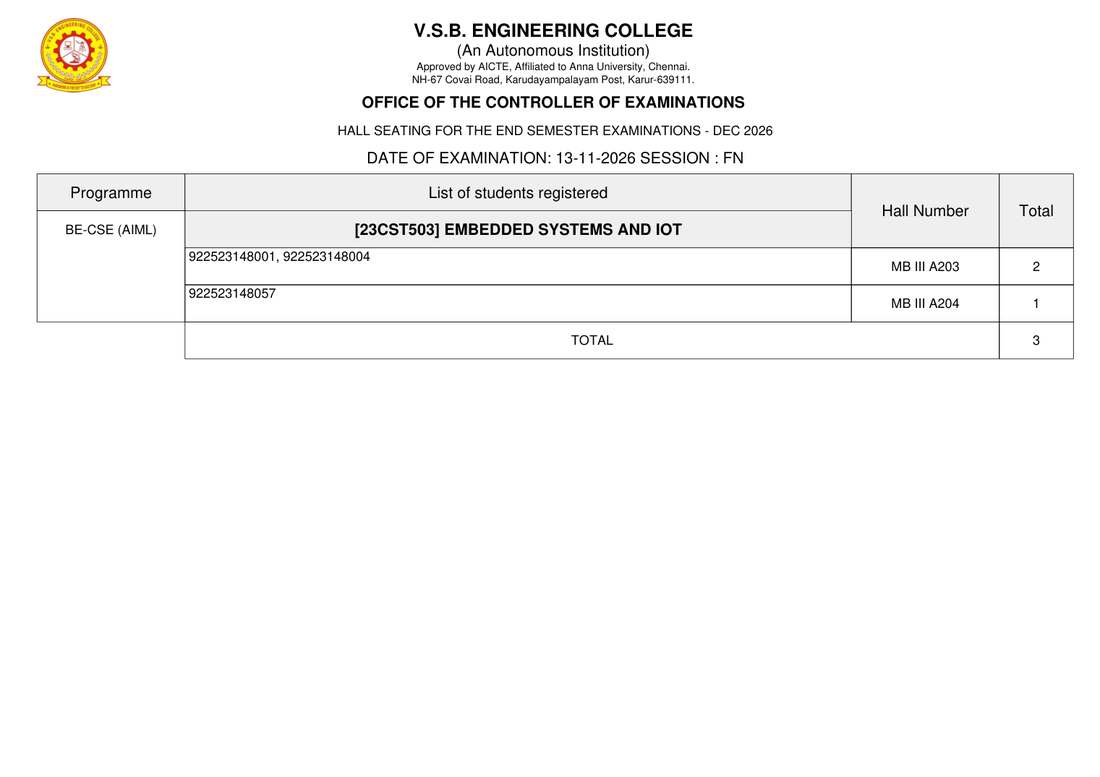 V.S.B. ENGINEERING COLLEGE
(An Autonomous Institution)
Approved by AICTE, Affiliated to Anna University, Chennai.
NH-67 Covai Road, Karudayampalayam Post, Karur-639111.
OFFICE OF THE CONTROLLER OF EXAMINATIONS
HALL SEATING FOR THE END SEMESTER EXAMINATIONS - DEC 2026
DATE OF EXAMINATION: 13-11-2026 SESSION : FN
Programme List of students registered Hall Number Total
BE-CSE (AIML) [23CST503] EMBEDDED SYSTEMS AND IOT
922523148001, 922523148004 MB III A203 2
922523148057 MB III A204 1
TOTAL 3